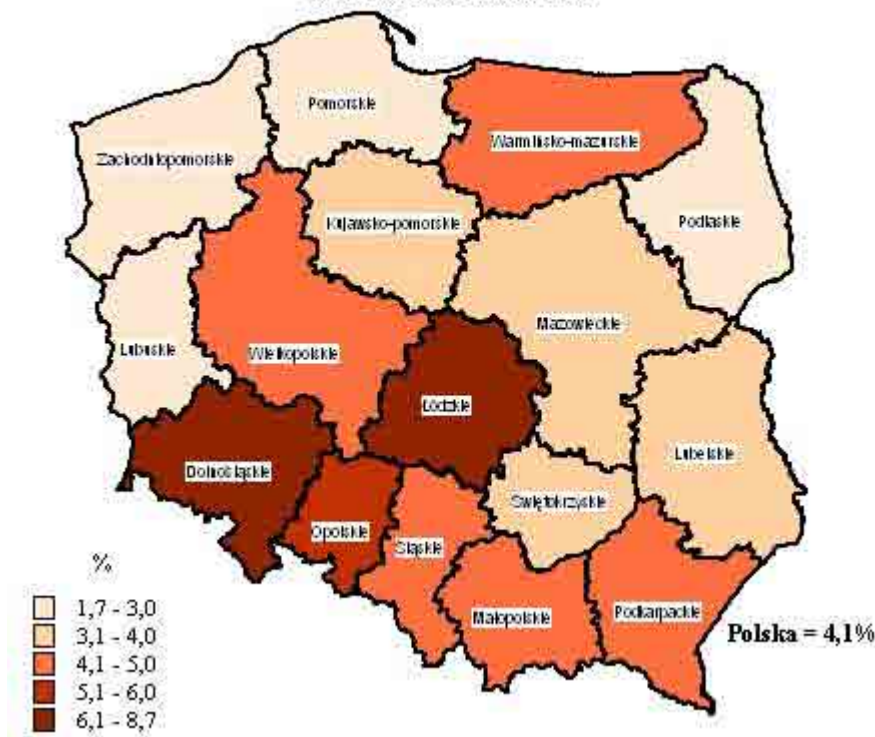 Pomorskie
Warmińsko-mazurskie
Zachodniopomorskie
Podlaskie
Kujawsko-pomorskie
Mazowieckie
Lubuskie
Wielkopolskie
Łódzkie
Lubelskie
Dolnośląskie
Świętokrzyskie
Opolskie
Śląskie
Podkarpackie
Małopolskie
Polska = 4,1%
%
1,7 - 3,0
3,1 - 4,0
4,1 - 5,0
5,1 - 6,0
6,1 - 8,7